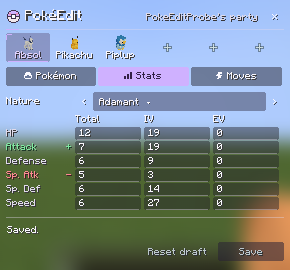 PokéEdit
PokeEditProbe's party ×
Absol Pikachu Piplup + + +
Pokémon Stats Moves
Nature < Adamant >
Total IV EV
HP 12 19 0
Attack + 7 19 0
Defense 6 9 0
Sp. Atk − 5 3 0
Sp. Def 6 14 0
Speed 6 27 0
Saved.
Reset draft Save